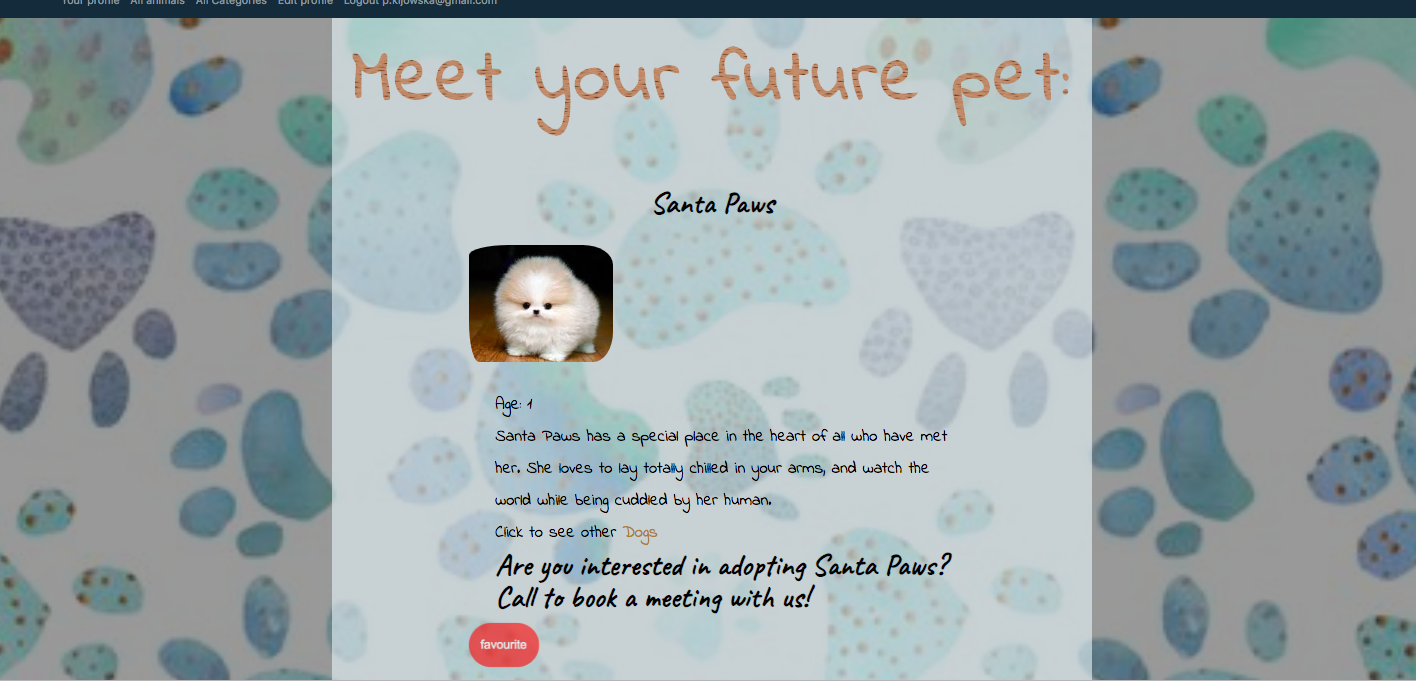 Your profile All animals All Categories Edit profile Logout p.kijowska@gmail.com
Meet your future pet:
Santa Paws
Age: 1
Santa Paws has a special place in the heart of all who have met
her. She loves to lay totally chilled in your arms, and watch the
world while being cuddled by her human.
Click to see other Dogs
Are you interested in adopting Santa Paws?
Call to book a meeting with us!
favourite